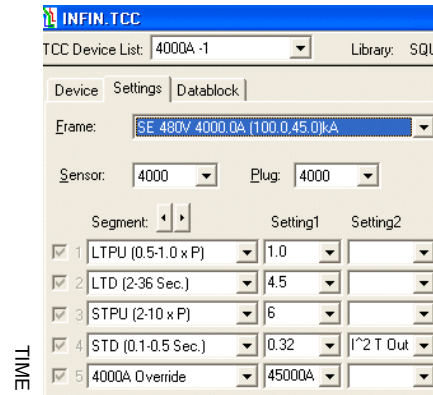 INFIN.TCC
TCC Device List: 4000A -1 Library: SQU
Device Settings Datablock
Frame: SE 480V 4000.0A (100.0,45.0)kA
Sensor: 4000 Plug: 4000
Segment: Setting1 Setting2
1 LTPU (0.5-1.0 x P) 1.0
2 LTD (2-36 Sec.) 4.5
3 STPU (2-10 x P) 6
4 STD (0.1-0.5 Sec.) 0.32 I^2 T Out
5 4000A Override 45000A
TIME